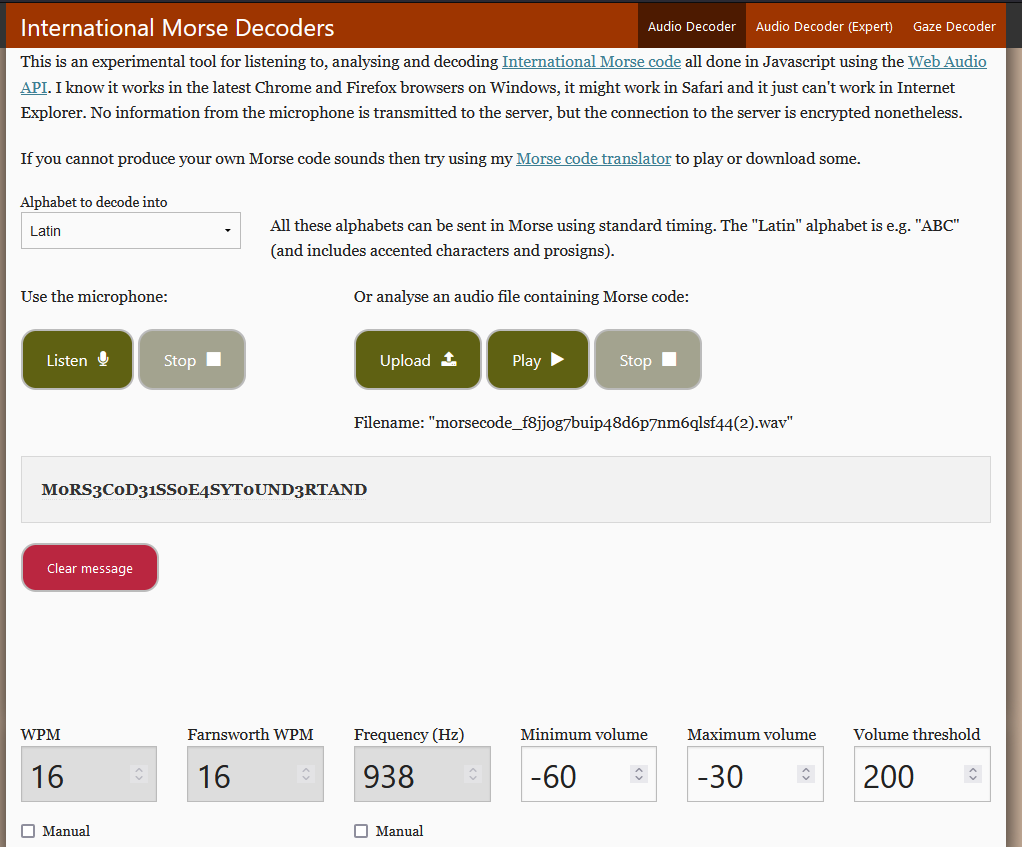 International Morse Decoders
Audio Decoder
Audio Decoder (Expert)
Gaze Decoder
This is an experimental tool for listening to, analysing and decoding International Morse code all done in Javascript using the Web Audio
API. I know it works in the latest Chrome and Firefox browsers on Windows, it might work in Safari and it just can't work in Internet
Explorer. No information from the microphone is transmitted to the server, but the connection to the server is encrypted nonetheless.
If you cannot produce your own Morse code sounds then try using my Morse code translator to play or download some.
Alphabet to decode into
Latin
All these alphabets can be sent in Morse using standard timing. The "Latin" alphabet is e.g. "ABC"
(and includes accented characters and prosigns).
Use the microphone:
Or analyse an audio file containing Morse code:
Listen
Stop
Upload
Play
Stop
Filename: "morsecode_f8jjog7buip48d6p7nm6qlsf44(2).wav"
M0RS3C0D31SS0E4SYT0UND3RTAND
Clear message
WPM
Farnsworth WPM
Frequency (Hz)
Minimum volume
Maximum volume
Volume threshold
16
16
938
-60
-30
200
Manual
Manual